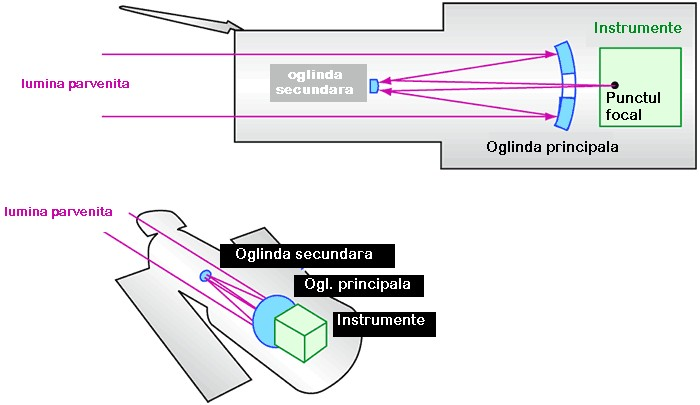 Instrumente
oglinda
secundara
lumina parvenita
Punctul
focal
Oglinda principala
lumina parvenita
Oglinda secundara
Ogl. principala
Instrumente